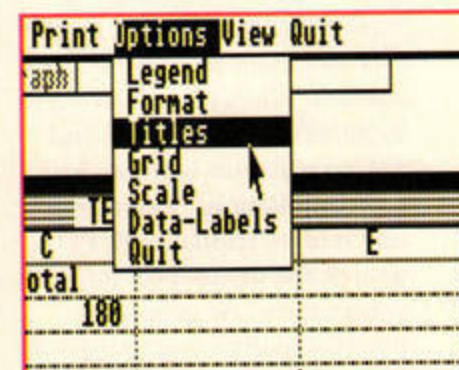 Print Options View Quit
aph
Legend
Format
Titles
Grid
Scale
TE Data-Labels
C Quit E
otal
180